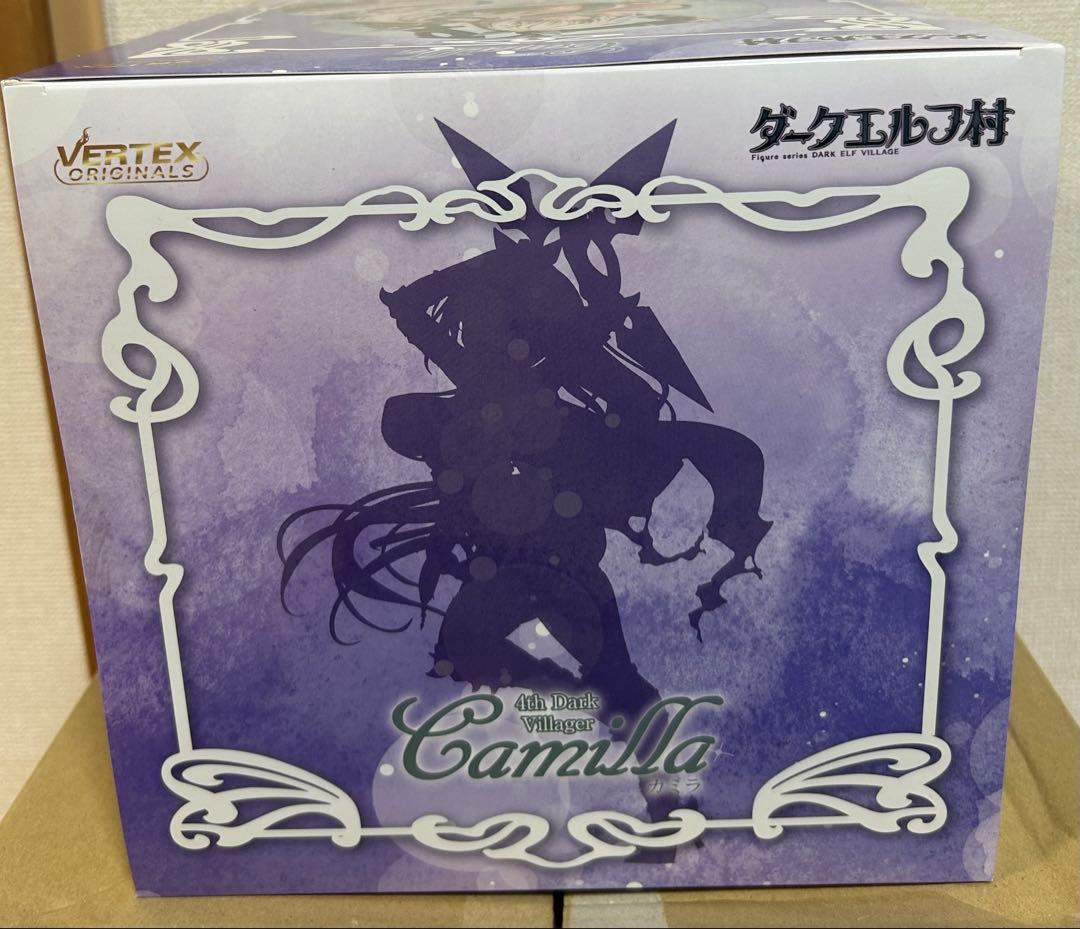 VERTEX
ORIGINALS
ダークエルフ村
Figure series DARK ELF VILLAGE
4th Dark
Villager
Camilla
カミラ